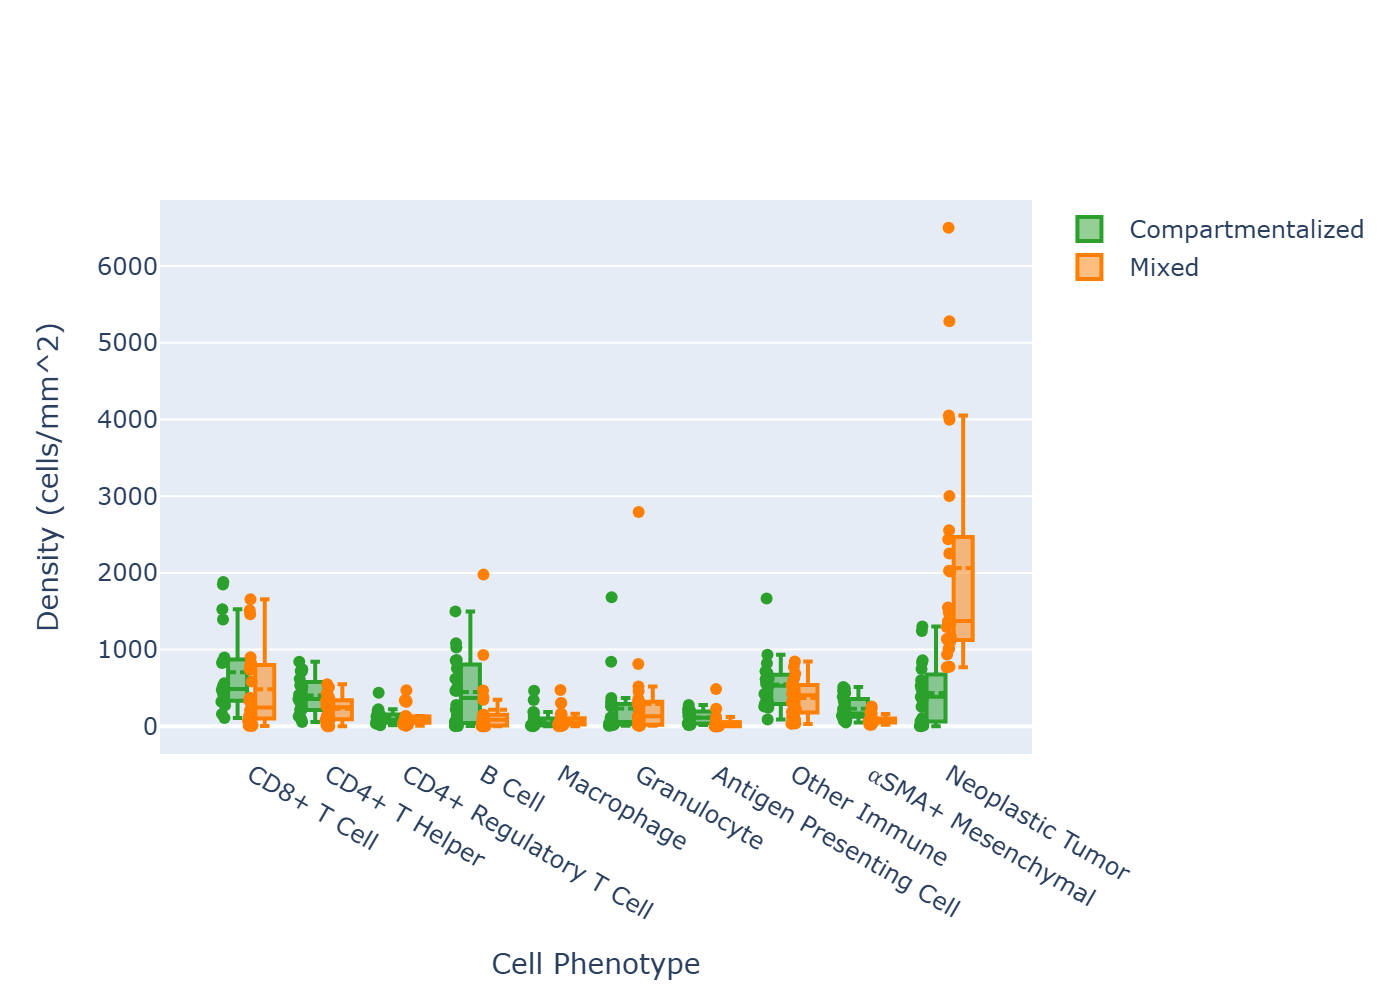 Compartmentalized
Mixed
Density (cells/mm^2)
6000
5000
4000
3000
2000
1000
0
CD8+ T Cell
CD4+ T Helper
CD4+ Regulatory T Cell
B Cell
Macrophage
Granulocyte
Antigen Presenting Cell
Other Immune
αSMA+ Mesenchymal
Neoplastic Tumor
Cell Phenotype